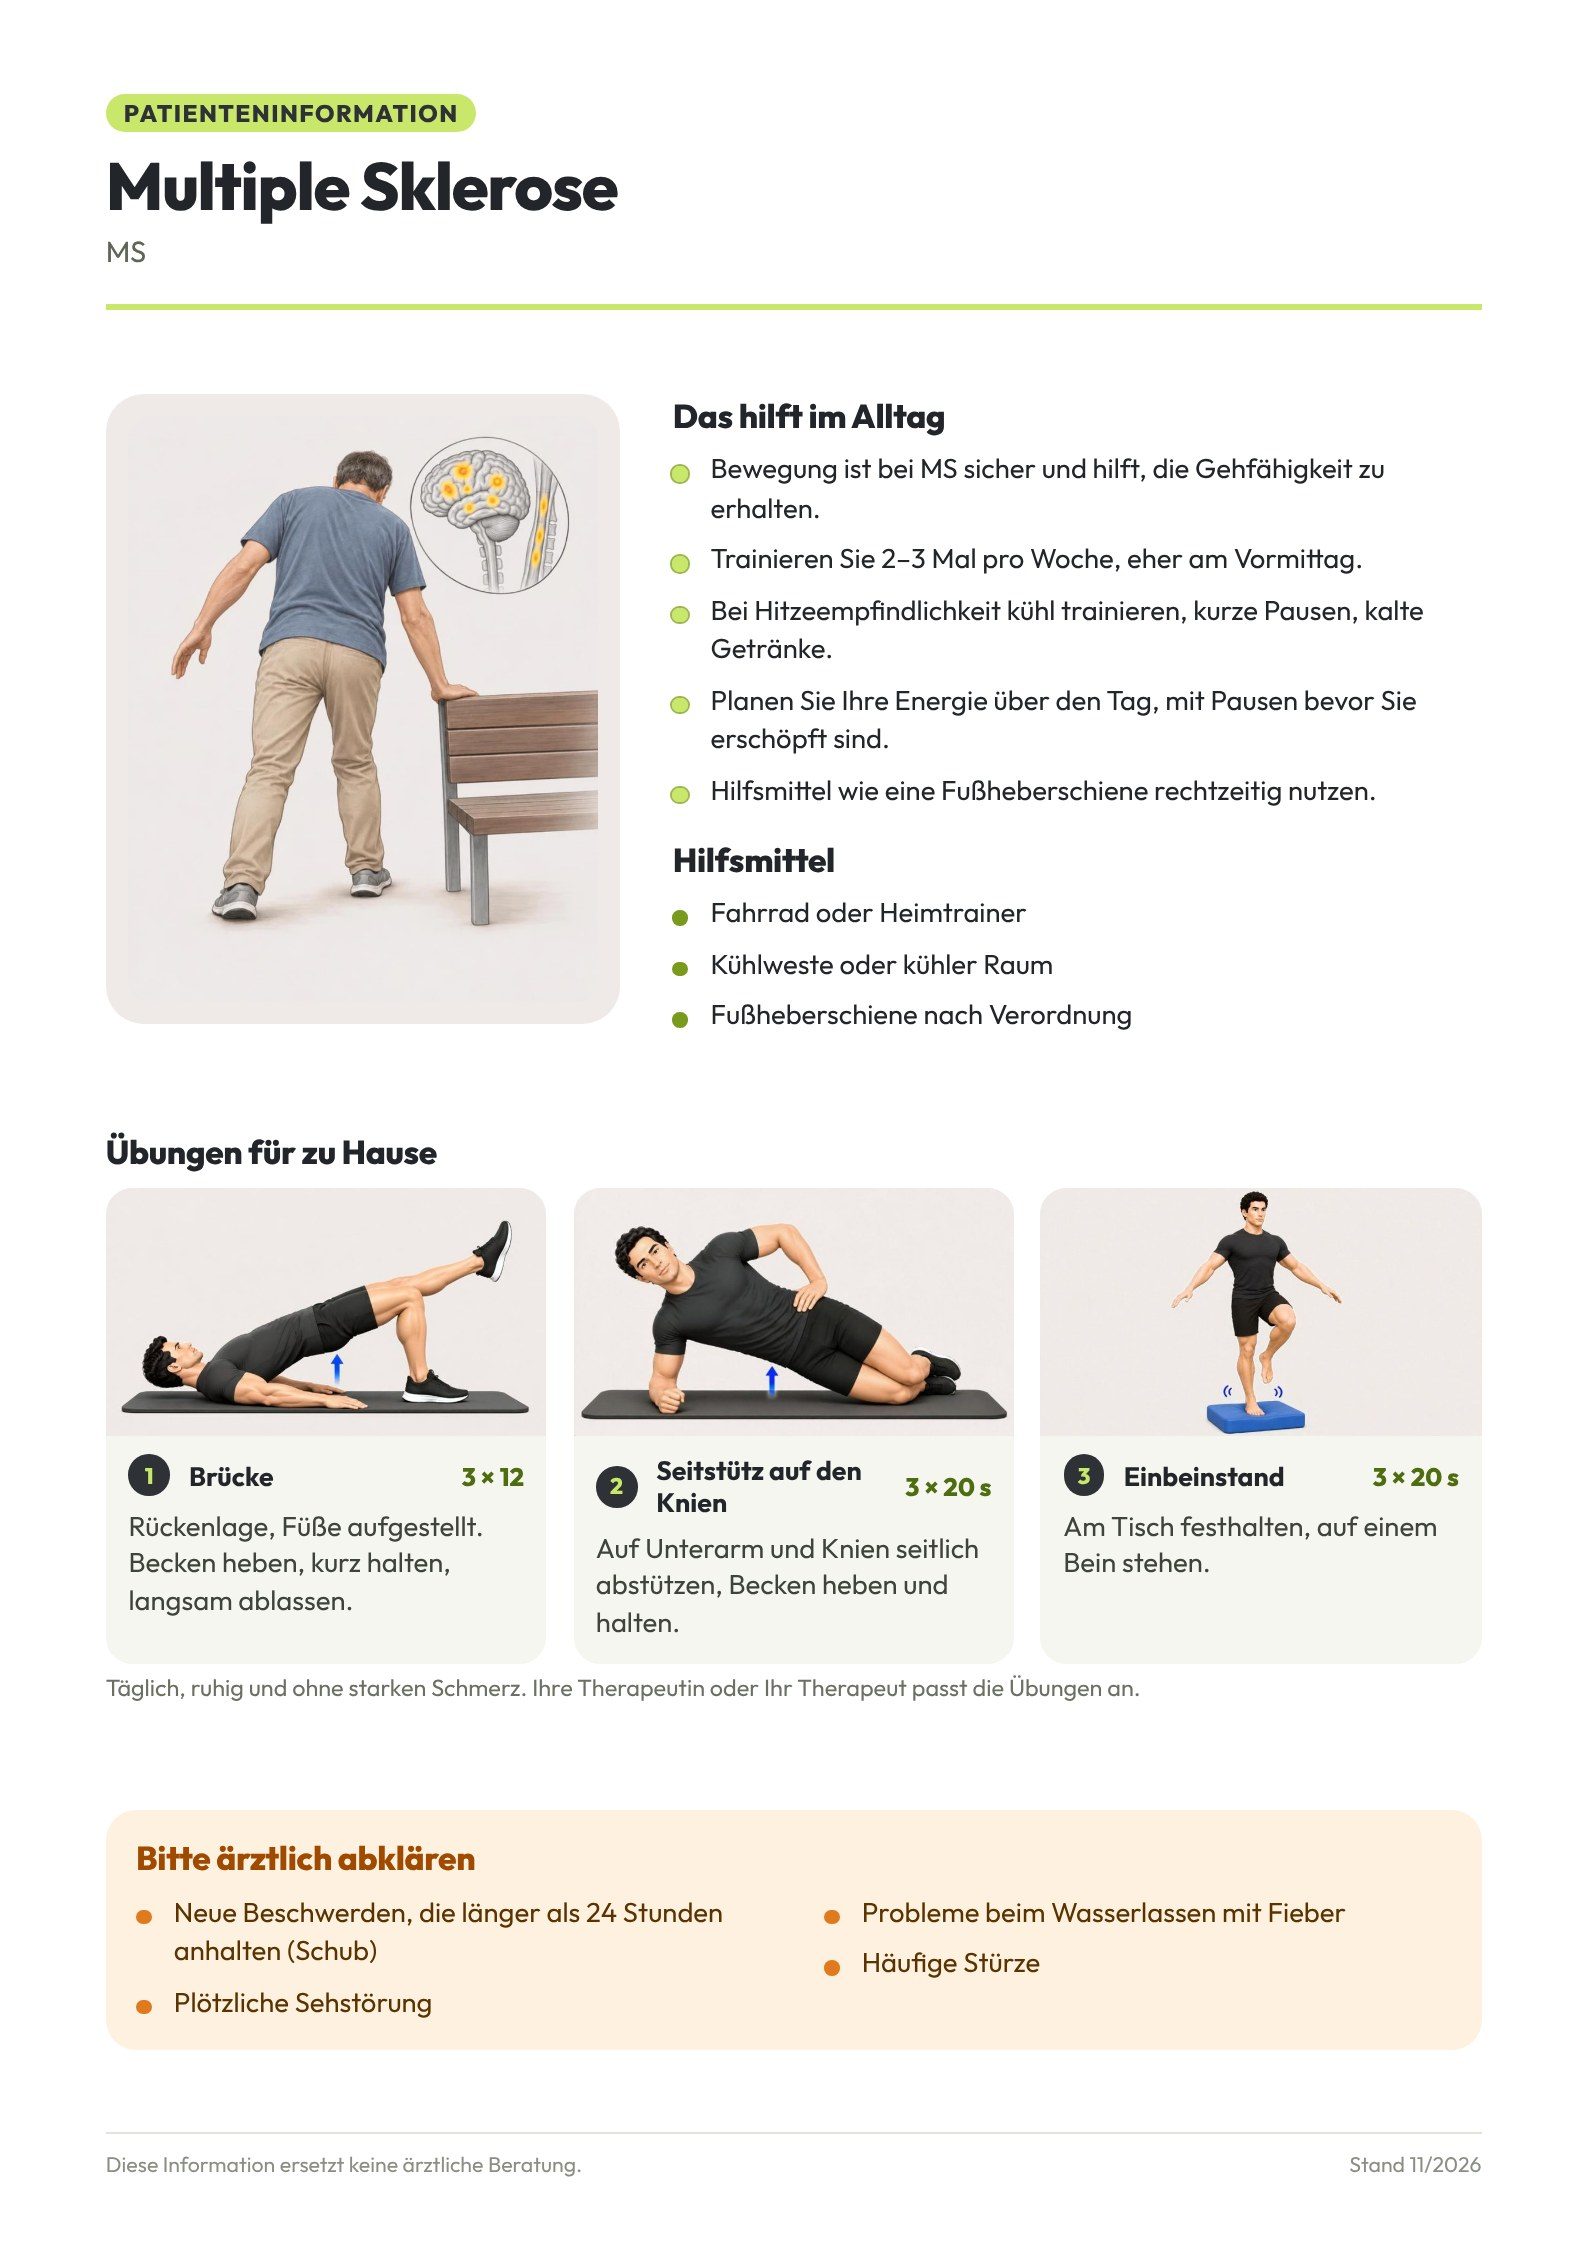 PATIENTENINFORMATION
Multiple Sklerose
MS
Das hilft im Alltag
Bewegung ist bei MS sicher und hilft, die Gehfähigkeit zu
erhalten.
Trainieren Sie 2–3 Mal pro Woche, eher am Vormittag.
Bei Hitzeempfindlichkeit kühl trainieren, kurze Pausen, kalte
Getränke.
Planen Sie Ihre Energie über den Tag, mit Pausen bevor Sie
erschöpft sind.
Hilfsmittel wie eine Fußheberschiene rechtzeitig nutzen.
Hilfsmittel
Fahrrad oder Heimtrainer
Kühlweste oder kühler Raum
Fußheberschiene nach Verordnung
Übungen für zu Hause
1 Brücke 3 × 12
Rückenlage, Füße aufgestellt.
Becken heben, kurz halten,
langsam ablassen.
2 Seitstütz auf den
Knien 3 × 20 s
Auf Unterarm und Knien seitlich
abstützen, Becken heben und
halten.
3 Einbeinstand 3 × 20 s
Am Tisch festhalten, auf einem
Bein stehen.
Täglich, ruhig und ohne starken Schmerz. Ihre Therapeutin oder Ihr Therapeut passt die Übungen an.
Bitte ärztlich abklären
Neue Beschwerden, die länger als 24 Stunden
anhalten (Schub)
Plötzliche Sehstörung
Probleme beim Wasserlassen mit Fieber
Häufige Stürze
Diese Information ersetzt keine ärztliche Beratung.
Stand 11/2026